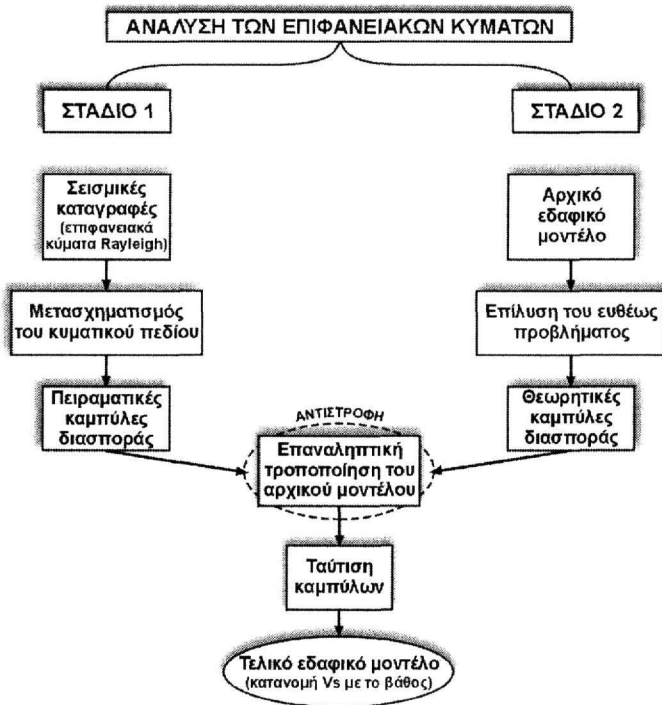 ΑΝΑΛΥΣΗ ΤΩΝ ΕΠΙΦΑΝΕΙΑΚΩΝ ΚΥΜΑΤΩΝ
ΣΤΑΔΙΟ 1
ΣΤΑΔΙΟ 2
Σεισμικές
καταγραφές
(επιφανειακά
κύματα Rayleigh)
Αρχικό
εδαφικό
μοντέλο
Μετασχηματισμός
του κυματικού πεδίου
Επίλυση του ευθέως
προβλήματος
Πειραματικές
καμπύλες
διασποράς
Θεωρητικές
καμπύλες
διασποράς
ΑΝΤΙΣΤΡΟΦΗ
Επαναληπτική
τροποποίηση του
αρχικού μοντέλου
Ταύτιση
καμπύλων
Τελικό εδαφικό μοντέλο
(κατανομή Vs με το βάθος)